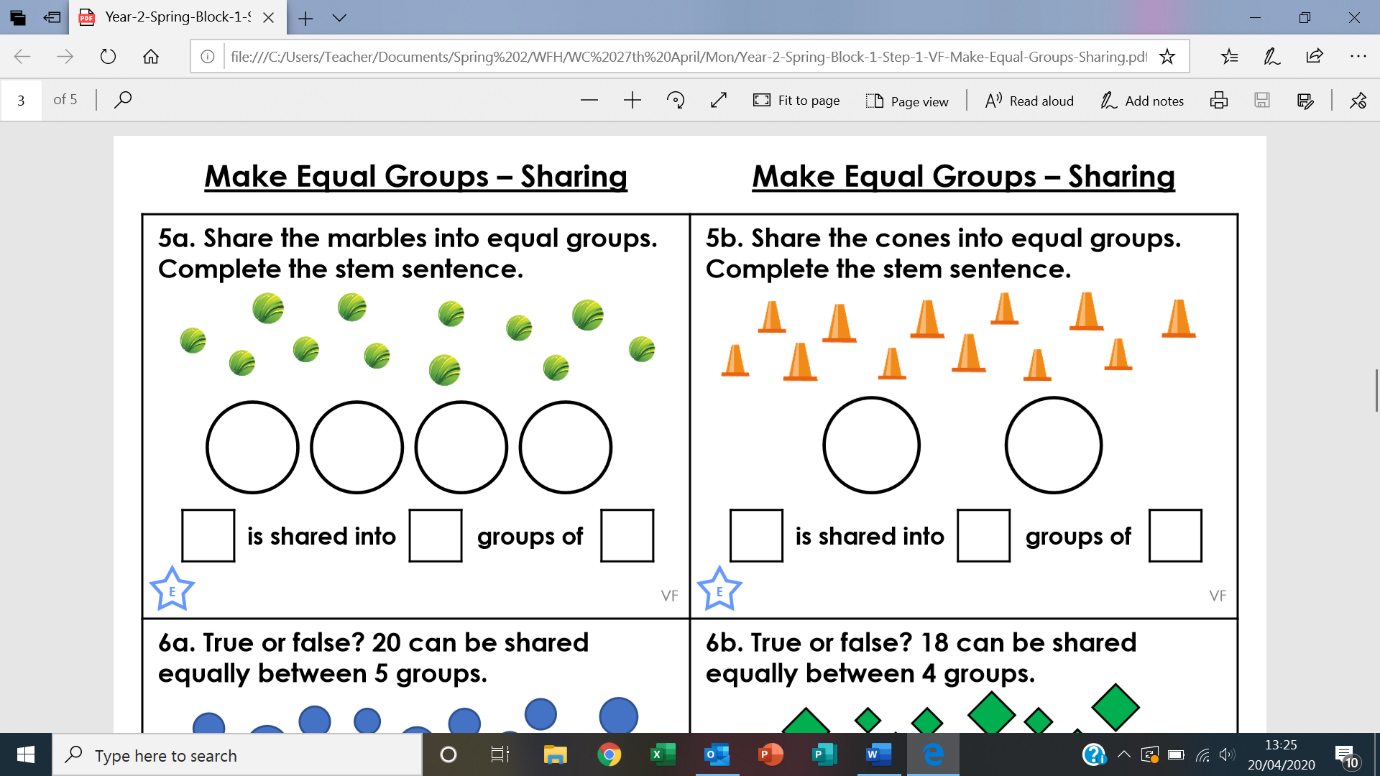 Year-2-Spring-Block-1-S
file:///C:/Users/Teacher/Documents/Spring%202/WFH/WC%2027th%20April/Mon/Year-2-Spring-Block-1-Step-1-VF-Make-Equal-Groups-Sharing.pdf
3 of 5
Fit to page
Page view
Read aloud
Add notes
Make Equal Groups – Sharing
Make Equal Groups – Sharing
5a. Share the marbles into equal groups.
Complete the stem sentence.
is shared into groups of
E
VF
5b. Share the cones into equal groups.
Complete the stem sentence.
is shared into groups of
E
VF
6a. True or false? 20 can be shared
equally between 5 groups.
6b. True or false? 18 can be shared
equally between 4 groups.
Type here to search
13:25
20/04/2020
10